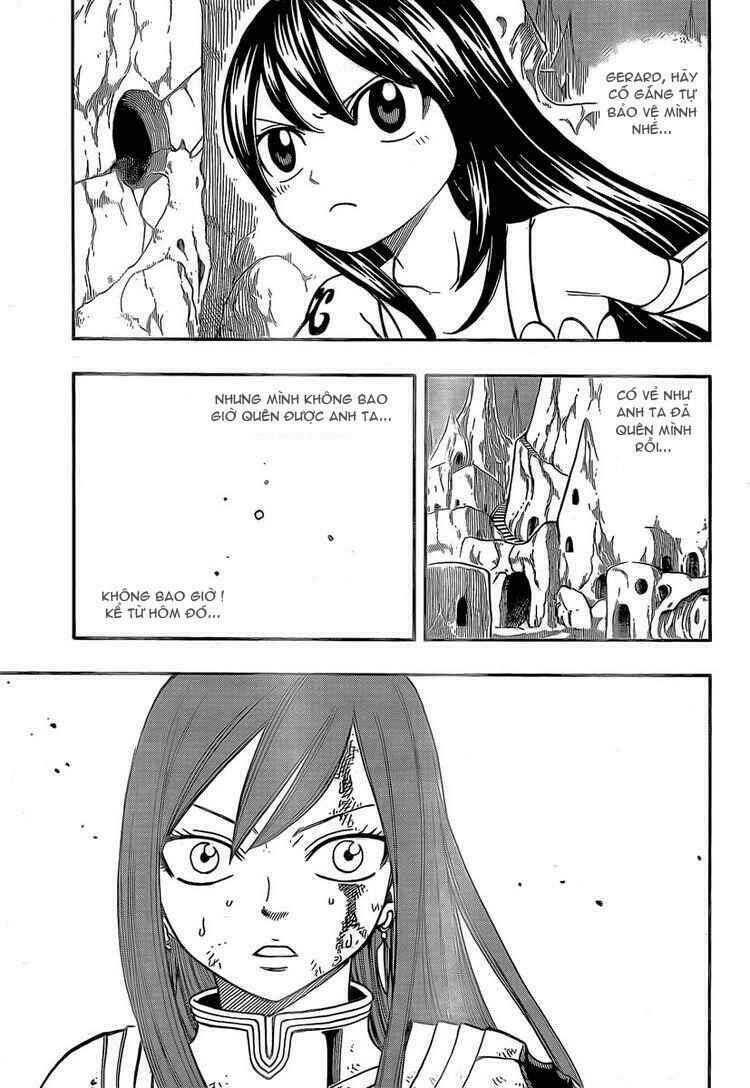 GERARD, HÃY
CỐ GẮNG TỰ
BẢO VỆ MÌNH
NHÉ...
CÓ VẺ NHƯ
ANH TA ĐÃ
QUÊN MÌNH
RỒI...
NHƯNG MÌNH KHÔNG BAO
GIỜ QUÊN ĐƯỢC ANH TA...
KHÔNG BAO GIỜ !
KỂ TỪ HÔM ĐÓ...